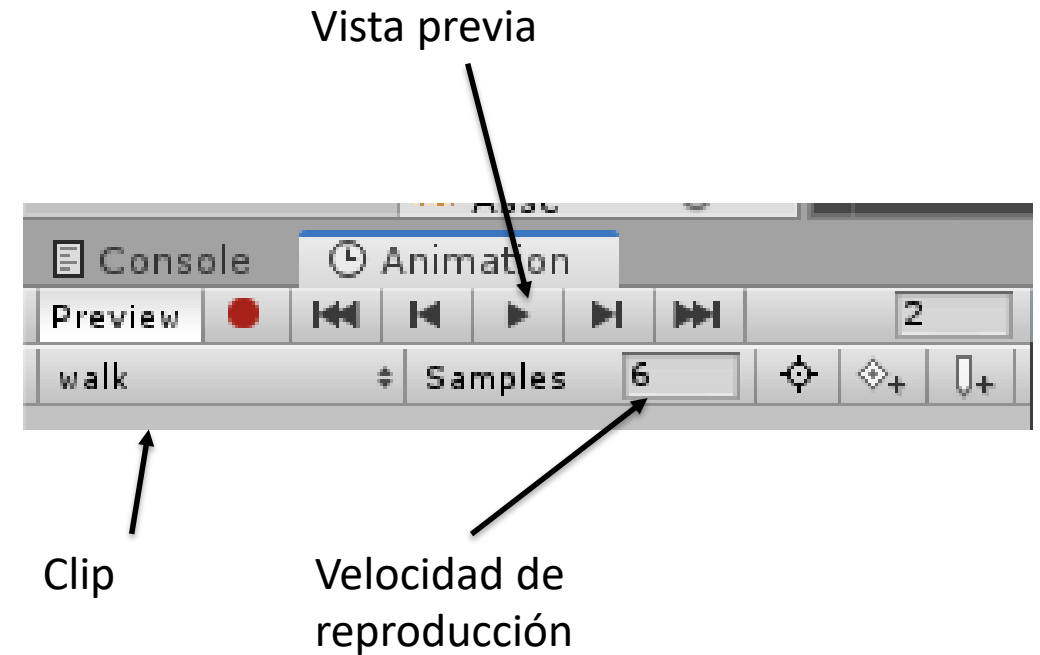 Vista previa
Console Animation
Preview 2
walk Samples 6
Clip
Velocidad de
reproducción